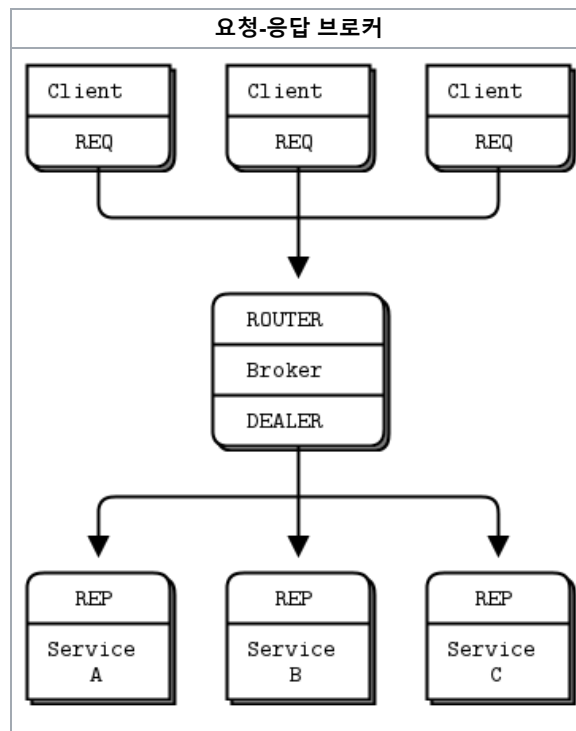 요청-응답 브로커
Client Client Client
REQ REQ REQ
ROUTER
Broker
DEALER
REP REP REP
Service Service Service
A B C